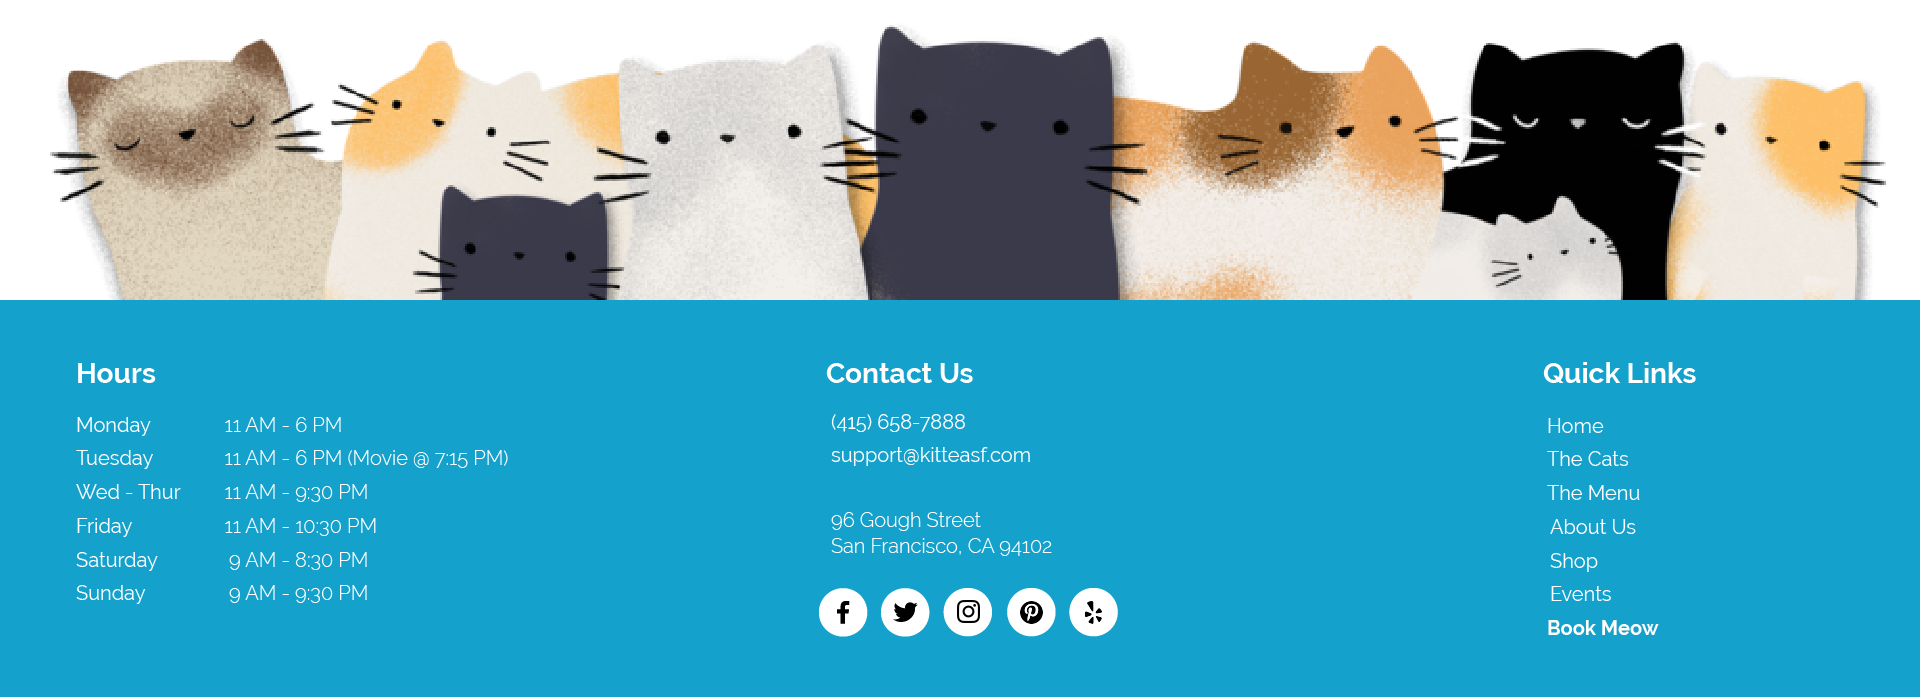 Hours
Monday 11 AM - 6 PM
Tuesday 11 AM - 6 PM (Movie @ 7:15 PM)
Wed - Thur 11 AM - 9:30 PM
Friday 11 AM - 10:30 PM
Saturday 9 AM - 8:30 PM
Sunday 9 AM - 9:30 PM
Contact Us
(415) 658-7888
support@kitteasf.com
96 Gough Street
San Francisco, CA 94102
Quick Links
Home
The Cats
The Menu
About Us
Shop
Events
Book Meow